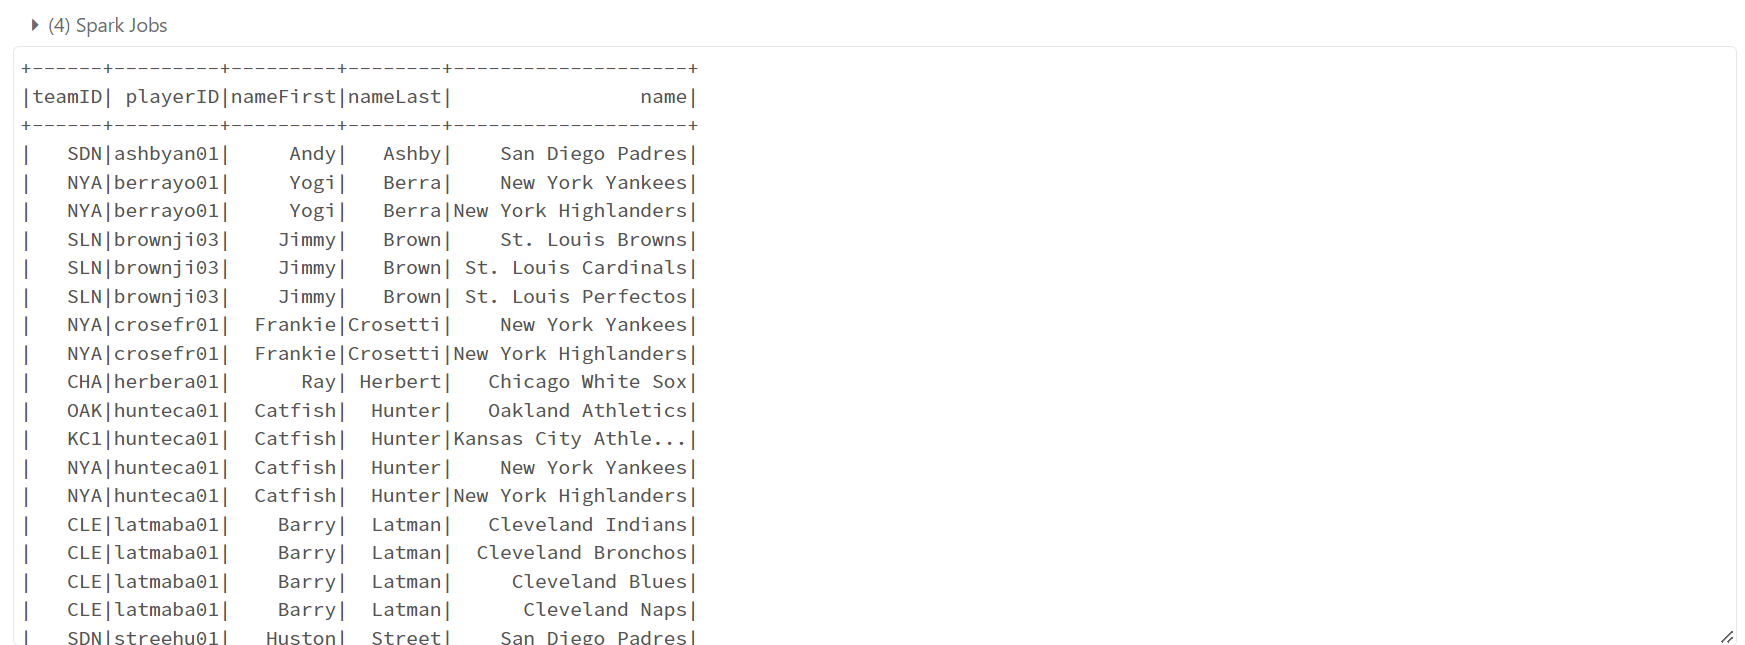 (4) Spark Jobs
+------+---------+---------+--------+--------------------+
|teamID| playerID|nameFirst|nameLast|                name|
+------+---------+---------+--------+--------------------+
|   SDN|ashbyan01|     Andy|   Ashby|    San Diego Padres|
|   NYA|berrayo01|     Yogi|   Berra|    New York Yankees|
|   NYA|berrayo01|     Yogi|   Berra|New York Highlanders|
|   SLN|brownji03|    Jimmy|   Brown|    St. Louis Browns|
|   SLN|brownji03|    Jimmy|   Brown| St. Louis Cardinals|
|   SLN|brownji03|    Jimmy|   Brown| St. Louis Perfectos|
|   NYA|crosefr01|  Frankie|Crosetti|    New York Yankees|
|   NYA|crosefr01|  Frankie|Crosetti|New York Highlanders|
|   CHA|herbera01|      Ray| Herbert|   Chicago White Sox|
|   OAK|hunteca01|  Catfish|  Hunter|   Oakland Athletics|
|   KC1|hunteca01|  Catfish|  Hunter|Kansas City Athle...|
|   NYA|hunteca01|  Catfish|  Hunter|    New York Yankees|
|   NYA|hunteca01|  Catfish|  Hunter|New York Highlanders|
|   CLE|latmaba01|    Barry|  Latman|   Cleveland Indians|
|   CLE|latmaba01|    Barry|  Latman|  Cleveland Bronchos|
|   CLE|latmaba01|    Barry|  Latman|     Cleveland Blues|
|   CLE|latmaba01|    Barry|  Latman|      Cleveland Naps|
|   SDN|streehu01|   Huston|  Street|    San Diego Padres|